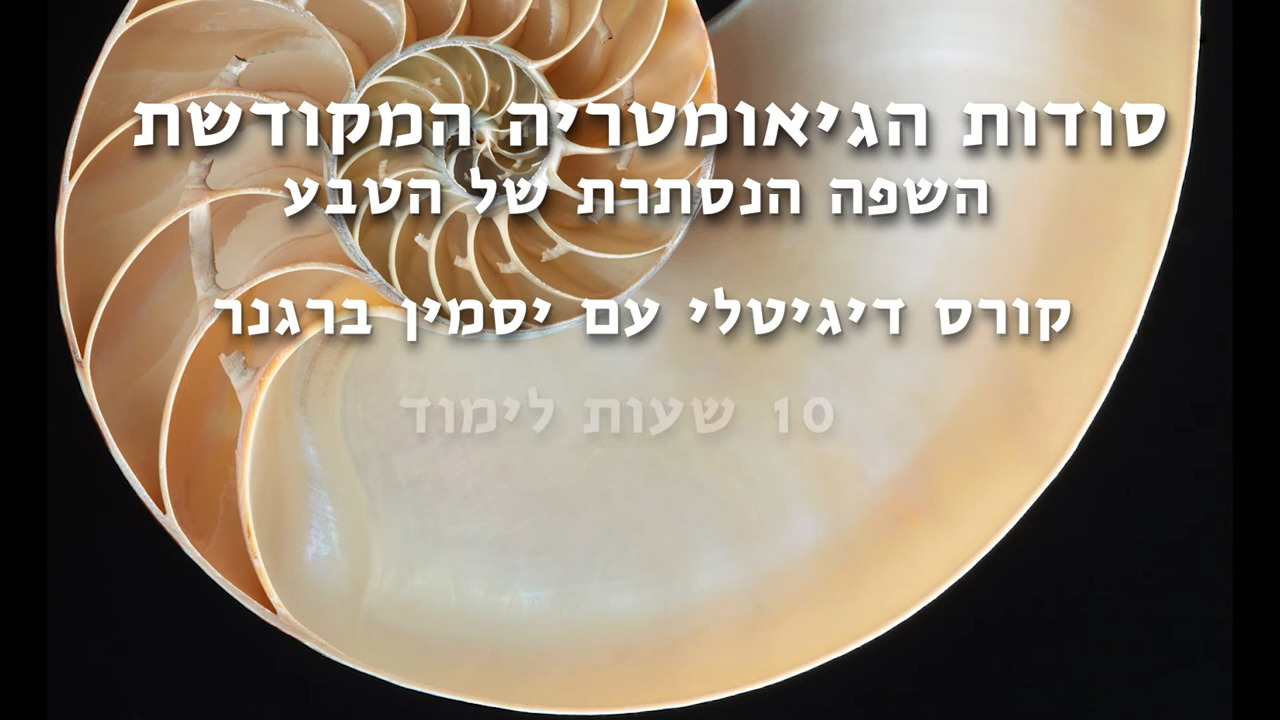 סודות הגיאומטריה המקודשת
השפה הנסתרת של הטבע
קורס דיגיטלי עם יסמין ברגנר
10 שעות לימוד